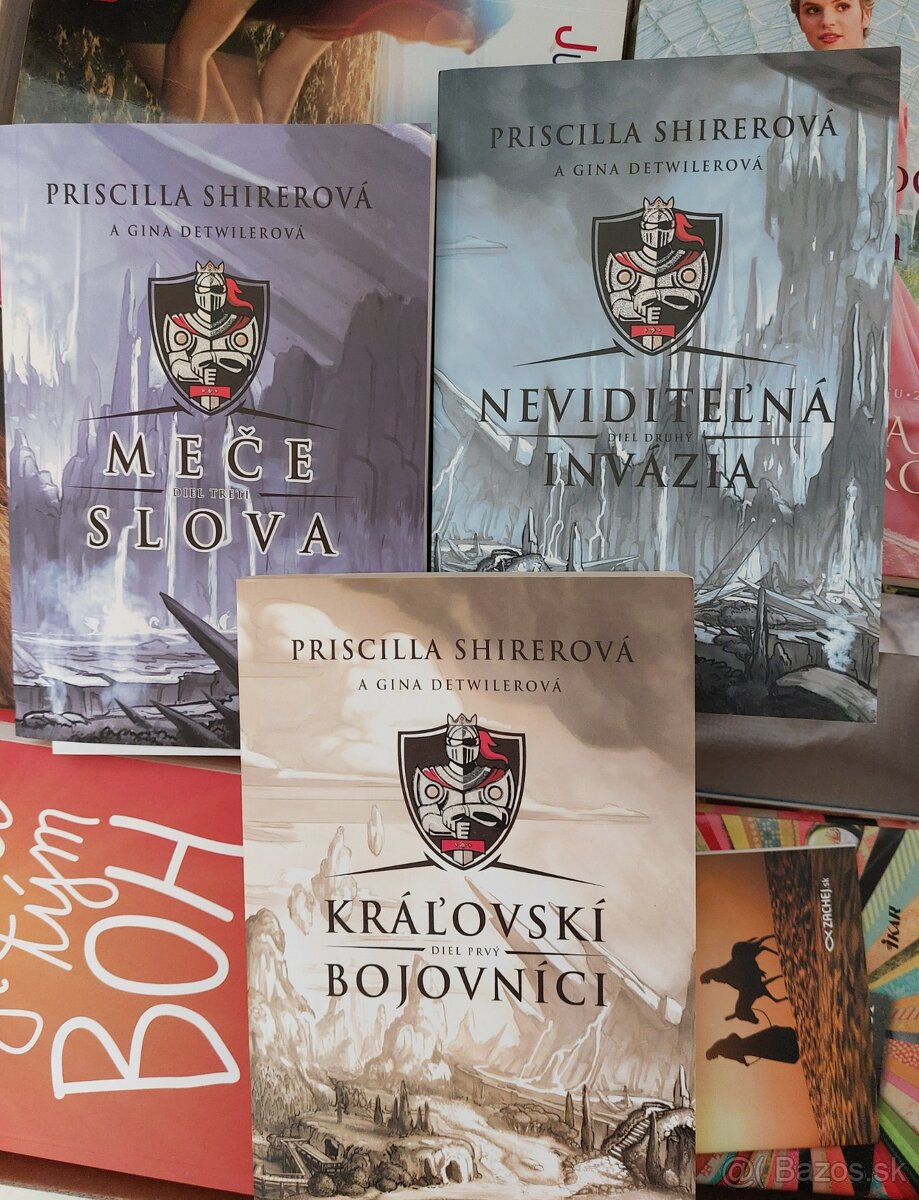 PRISCILLA SHIREROVÁ
A GINA DETWILEROVÁ
MEČE
DIEL TRETÍ
SLOVA
PRISCILLA SHIREROVÁ
A GINA DETWILEROVÁ
NEVIDITEĽNÁ
DIEL DRUHÝ
INVÁZIA
PRISCILLA SHIREROVÁ
A GINA DETWILEROVÁ
KRÁĽOVSKÍ
DIEL PRVÝ
BOJOVNÍCI
tým
BOH
ZACHEJ.sk
IKAR
Bazos.sk